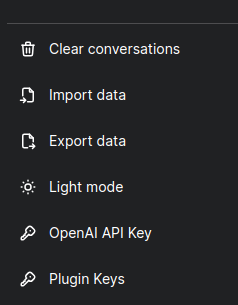 Clear conversations
Import data
Export data
Light mode
OpenAI API Key
Plugin Keys